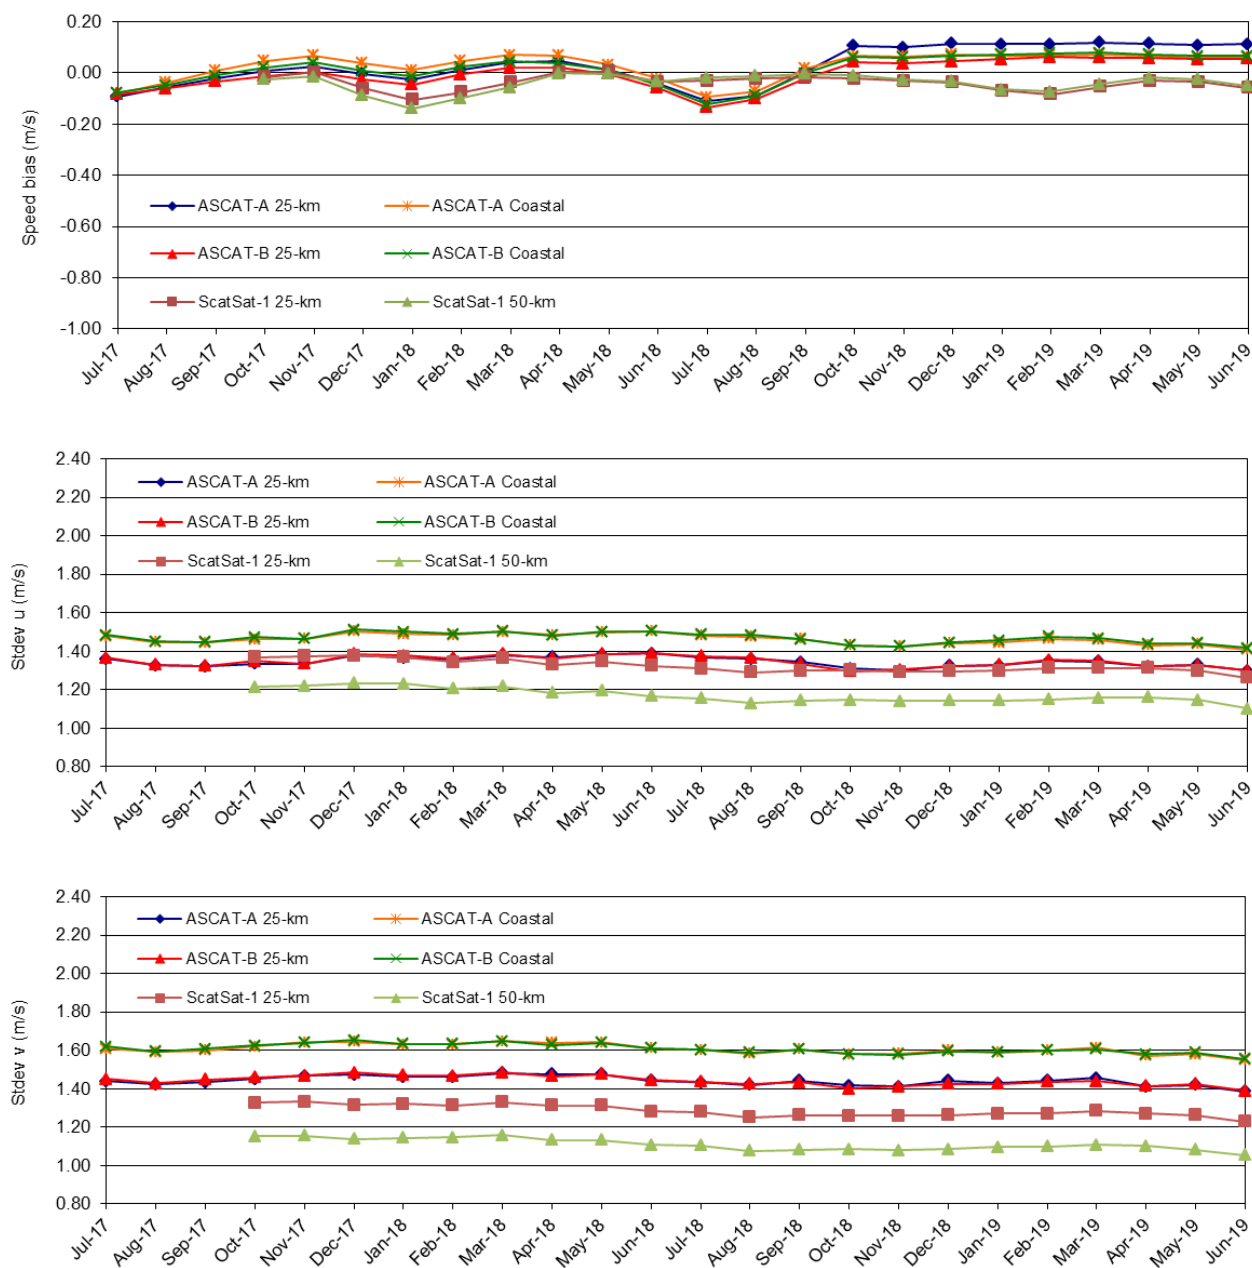 0.20
0.00
-0.20
-0.40
-0.60
-0.80
-1.00
Speed bias (m/s)
ASCAT-A 25-km ASCAT-A Coastal
ASCAT-B 25-km ASCAT-B Coastal
ScatSat-1 25-km ScatSat-1 50-km
Jul-17 Aug-17 Sep-17 Oct-17 Nov-17 Dec-17 Jan-18 Feb-18 Mar-18 Apr-18 May-18 Jun-18 Jul-18 Aug-18 Sep-18 Oct-18 Nov-18 Dec-18 Jan-19 Feb-19 Mar-19 Apr-19 May-19 Jun-19
2.40
2.20
2.00
1.80
1.60
1.40
1.20
1.00
0.80
Stdev u (m/s)
ASCAT-A 25-km ASCAT-A Coastal
ASCAT-B 25-km ASCAT-B Coastal
ScatSat-1 25-km ScatSat-1 50-km
Jul-17 Aug-17 Sep-17 Oct-17 Nov-17 Dec-17 Jan-18 Feb-18 Mar-18 Apr-18 May-18 Jun-18 Jul-18 Aug-18 Sep-18 Oct-18 Nov-18 Dec-18 Jan-19 Feb-19 Mar-19 Apr-19 May-19 Jun-19
2.40
2.20
2.00
1.80
1.60
1.40
1.20
1.00
0.80
Stdev v (m/s)
ASCAT-A 25-km ASCAT-A Coastal
ASCAT-B 25-km ASCAT-B Coastal
ScatSat-1 25-km ScatSat-1 50-km
Jul-17 Aug-17 Sep-17 Oct-17 Nov-17 Dec-17 Jan-18 Feb-18 Mar-18 Apr-18 May-18 Jun-18 Jul-18 Aug-18 Sep-18 Oct-18 Nov-18 Dec-18 Jan-19 Feb-19 Mar-19 Apr-19 May-19 Jun-19